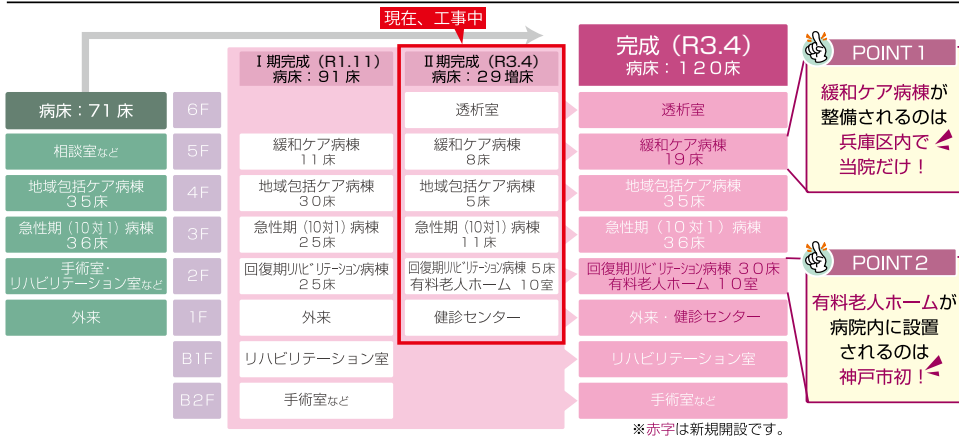 現在、工事中
Ⅰ期完成（R1.11）
病床：91床
Ⅱ期完成（R3.4）
病床：29増床
完成（R3.4）
病床：120床
病床：71床
6F
透析室
透析室
相談室など
5F
緩和ケア病棟
11床
緩和ケア病棟
8床
緩和ケア病棟
19床
地域包括ケア病棟
35床
4F
地域包括ケア病棟
30床
地域包括ケア病棟
5床
地域包括ケア病棟
35床
急性期（10対1）病棟
36床
3F
急性期（10対1）病棟
25床
急性期（10対1）病棟
11床
急性期（10対1）病棟
36床
手術室・
リハビリテーション室など
2F
回復期リハビリテーション病棟
25床
回復期リハビリテーション病棟 5床
有料老人ホーム 10室
回復期リハビリテーション病棟 30床
有料老人ホーム 10室
外来
1F
外来
健診センター
外来・健診センター
B1F
リハビリテーション室
リハビリテーション室
B2F
手術室など
手術室など
※赤字は新規開設です。
POINT1
緩和ケア病棟が
整備されるのは
兵庫区内で
当院だけ！
POINT2
有料老人ホームが
病院内に設置
されるのは
神戸市初！